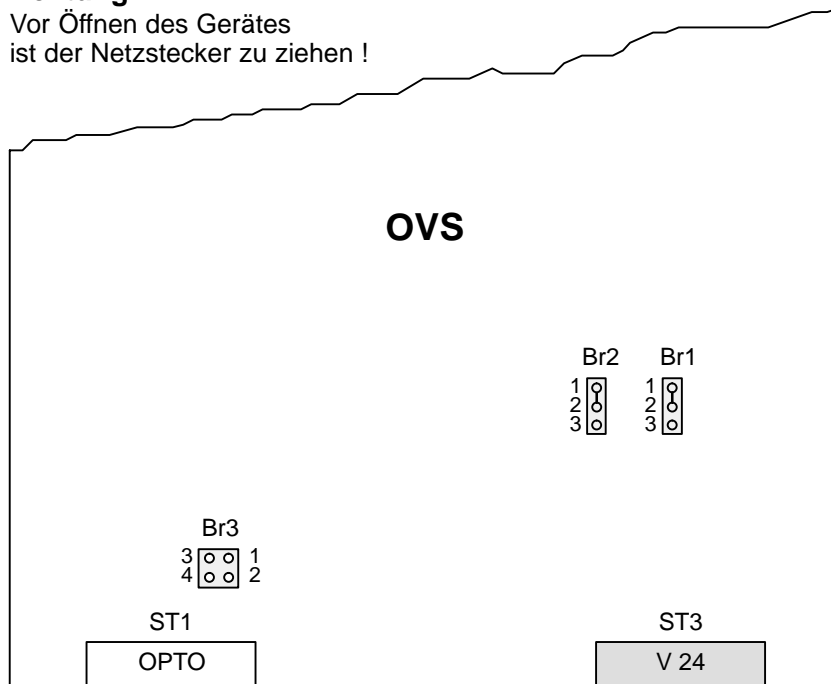 Vor Öffnen des Gerätes
ist der Netzstecker zu ziehen !
OVS
Br2 Br1
1 1
2 2
3 3
Br3
3 1
4 2
ST1 ST3
OPTO V 24